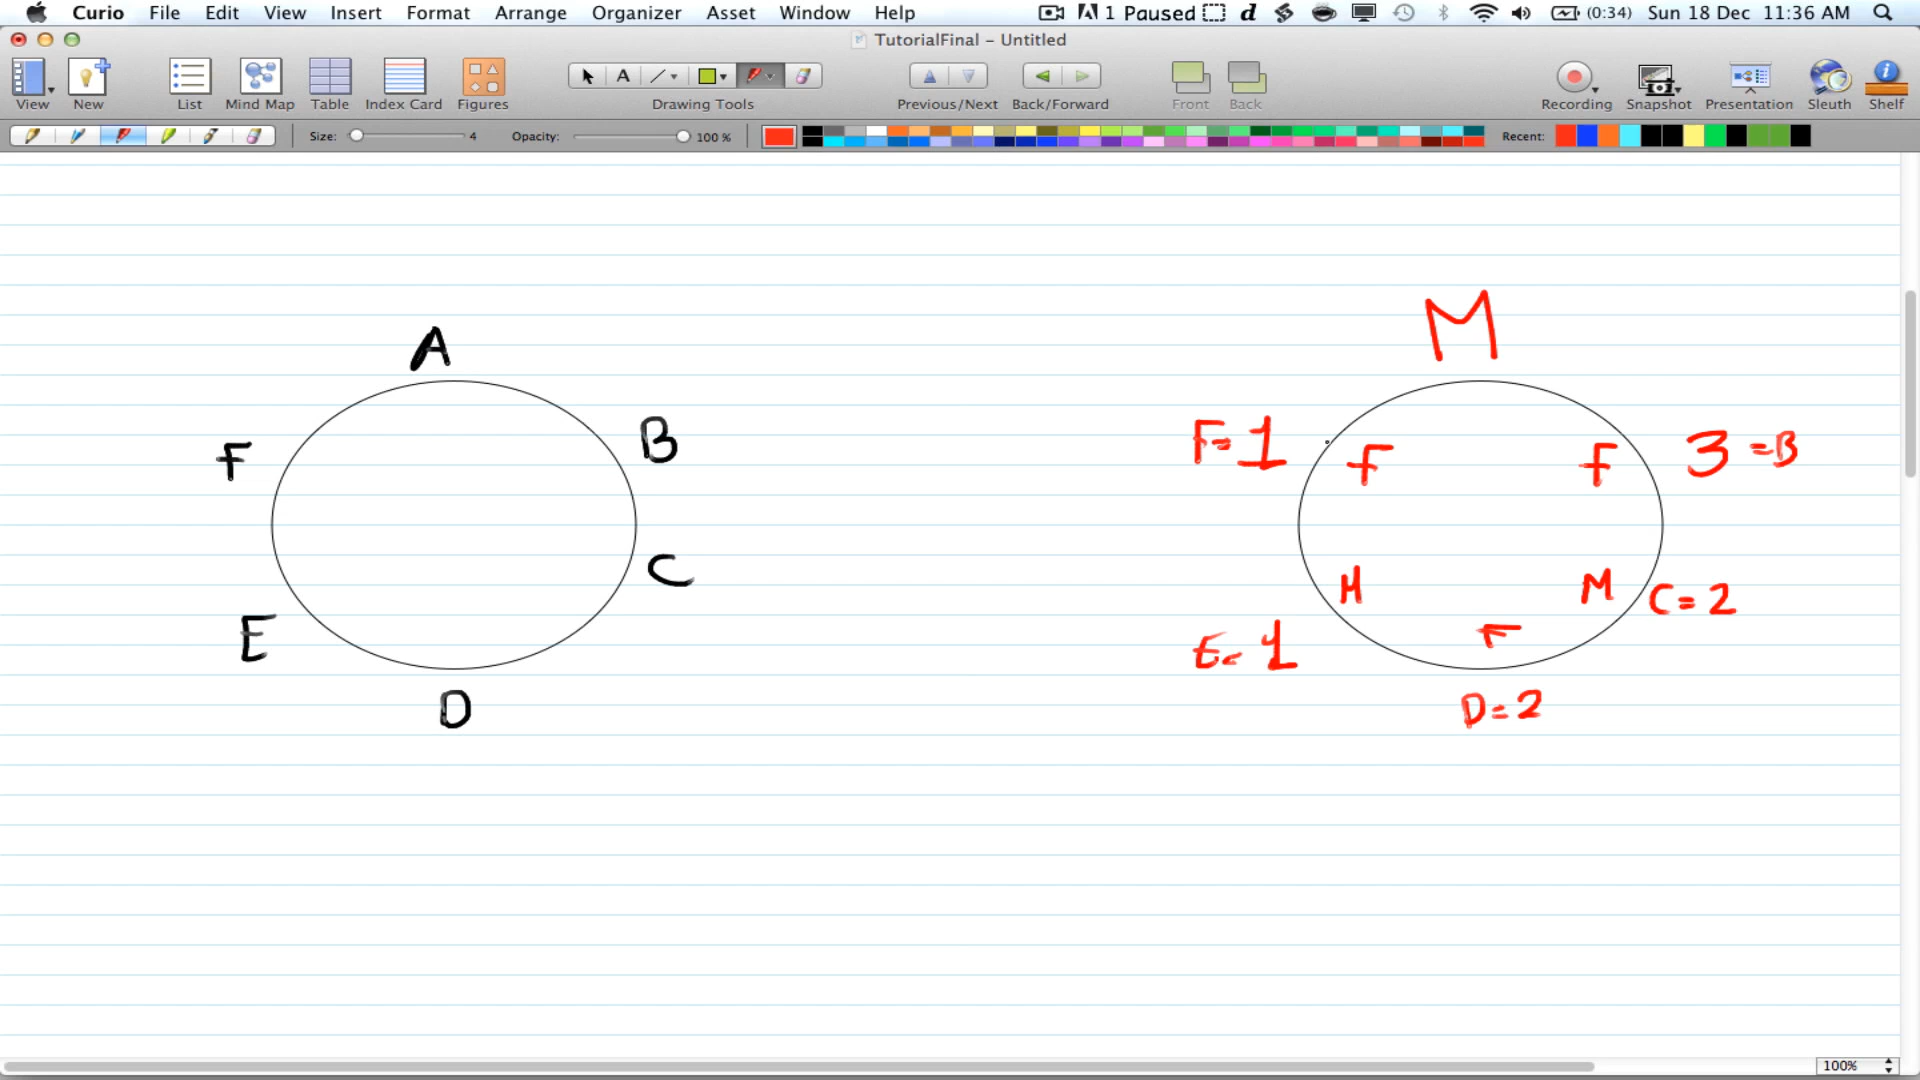 Curio File Edit View Insert Format Arrange Organizer Asset Window Help 1 Paused d (0:34) Sun 18 Dec 11:36 AM
TutorialFinal – Untitled
View New List Mind Map Table Index Card Figures Drawing Tools Previous/Next Back/Forward Front Back Recording Snapshot Presentation Sleuth Shelf
Size: 4 Opacity: 100 % Recent:
A
B
C
D
E
F
M
F=1
F
F
3 =B
M
M
C=2
F
E= 1
D=2
100%